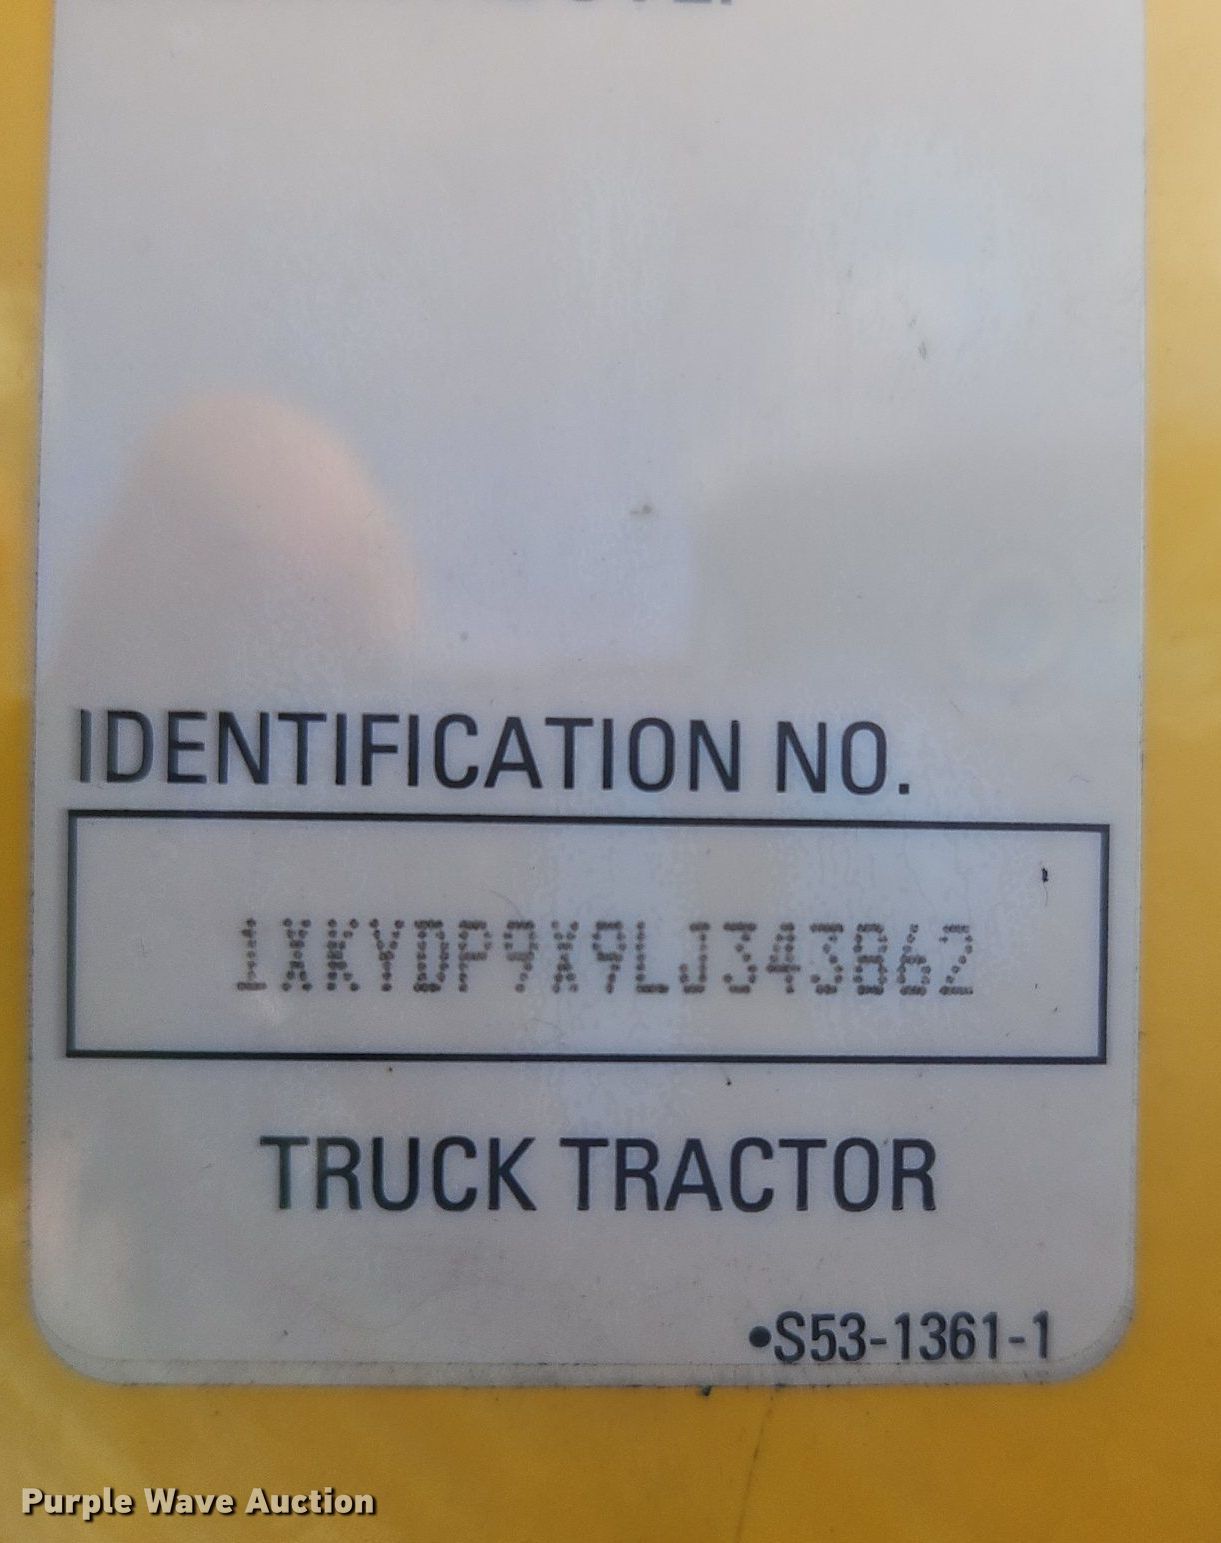 IDENTIFICATION NO.
1XKYDP9X9LJ343862
TRUCK TRACTOR
•S53-1361-1
Purple Wave Auction